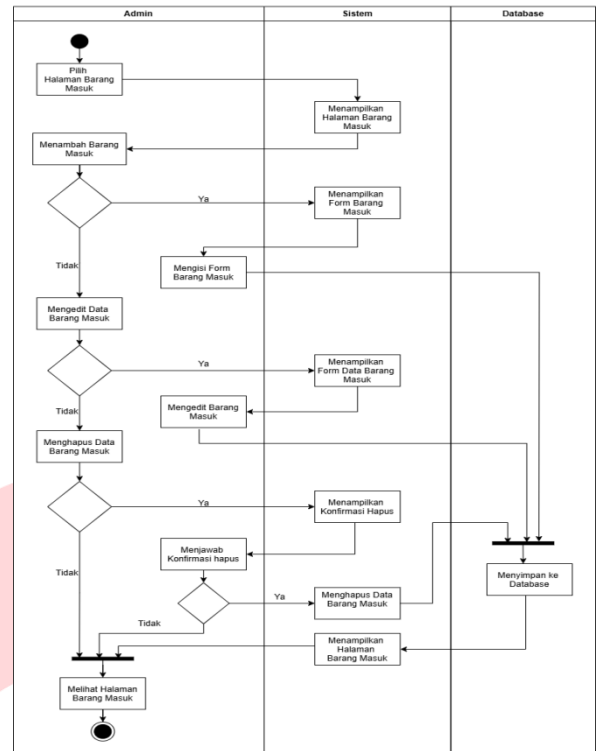 Admin
Sistem
Database
Pilih
Halaman Barang
Masuk
Menampilkan
Halaman Barang
Masuk
Menambah Barang
Masuk
Ya
Menampilkan
Form Barang
Masuk
Tidak
Mengisi Form
Barang Masuk
Mengedit Data
Barang Masuk
Ya
Menampilkan
Form Data Barang
Masuk
Tidak
Mengedit Barang
Masuk
Menghapus Data
Barang Masuk
Ya
Menampilkan
Konfirmasi Hapus
Menjawab
Konfirmasi hapus
Tidak
Menyimpan ke
Database
Ya
Menghapus Data
Barang Masuk
Tidak
Menampilkan
Halaman
Barang Masuk
Melihat Halaman
Barang Masuk